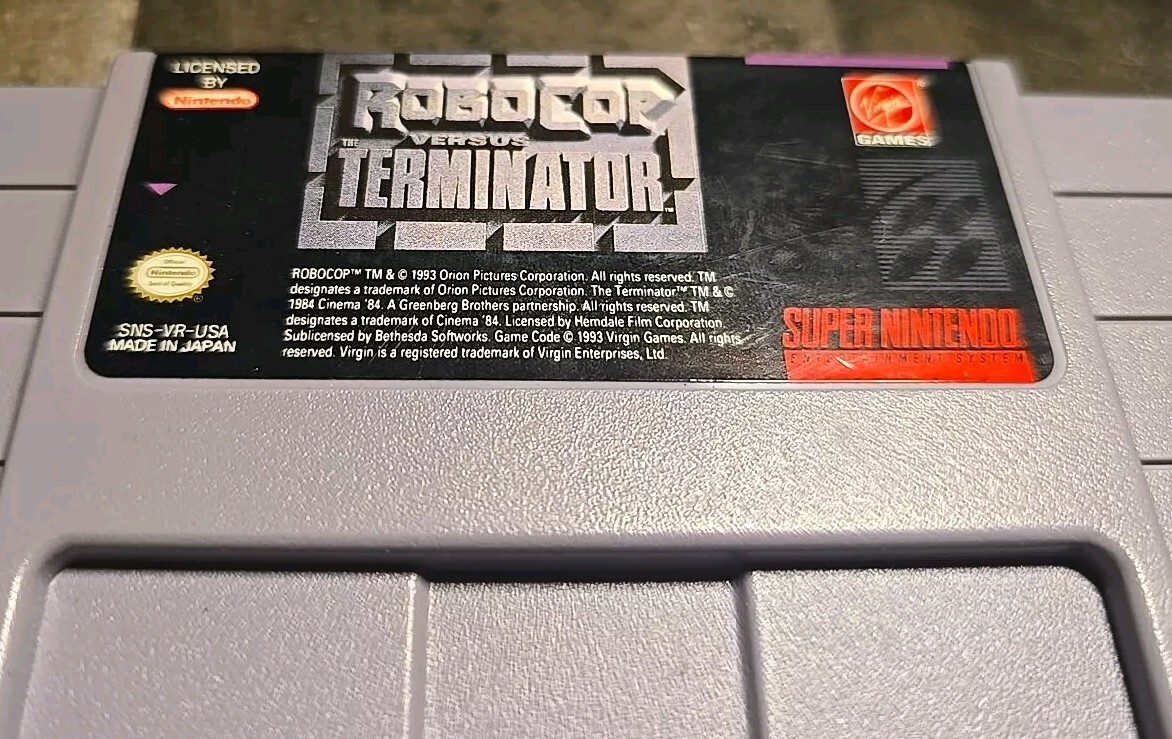 LICENSED
BY
Nintendo
ROBOCOP
VERSUS
THE
TERMINATOR™
Virgin®
GAMES
Official
Nintendo
Seal of Quality
®
SNS-VR-USA
MADE IN JAPAN
ROBOCOP™ TM & © 1993 Orion Pictures Corporation. All rights reserved. TM
designates a trademark of Orion Pictures Corporation. The Terminator™ TM & ©
1984 Cinema '84. A Greenberg Brothers partnership. All rights reserved. TM
designates a trademark of Cinema '84. Licensed by Hemdale Film Corporation.
Sublicensed by Bethesda Softworks. Game Code © 1993 Virgin Games. All rights
reserved. Virgin is a registered trademark of Virgin Enterprises, Ltd.
SUPER NINTENDO
ENTERTAINMENT SYSTEM